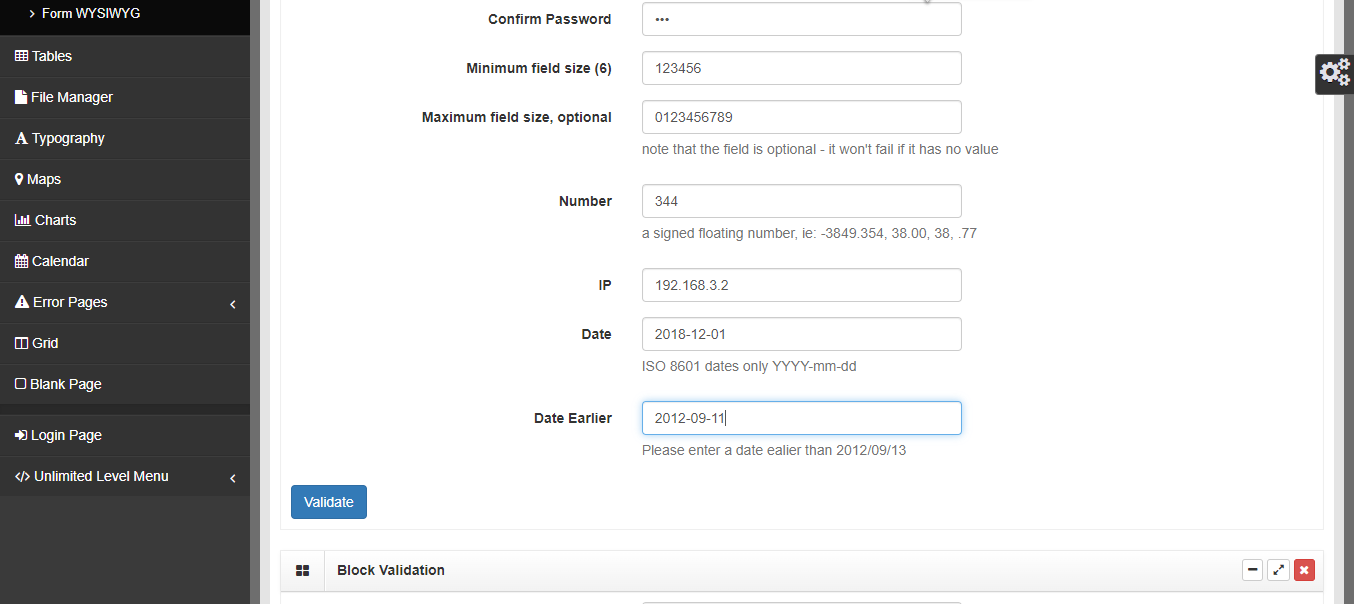 Form WYSIWYG
Tables
File Manager
Typography
Maps
Charts
Calendar
Error Pages
Grid
Blank Page
Login Page
Unlimited Level Menu
Confirm Password
•••
Minimum field size (6)
123456
Maximum field size, optional
0123456789
note that the field is optional - it won't fail if it has no value
Number
344
a signed floating number, ie: -3849.354, 38.00, 38, .77
IP
192.168.3.2
Date
2018-12-01
ISO 8601 dates only YYYY-mm-dd
Date Earlier
2012-09-11
Please enter a date ealier than 2012/09/13
Validate
Block Validation